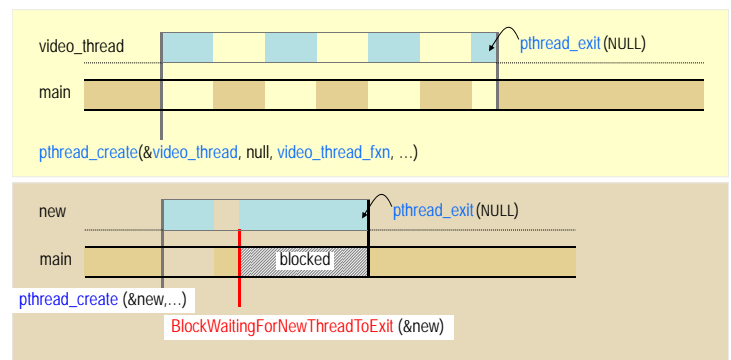 video_thread
pthread_exit(NULL)
main
pthread_create(&video_thread, null, video_thread_fxn, …)
new
pthread_exit(NULL)
main
blocked
pthread_create (&new,…)
BlockWaitingForNewThreadToExit (&new)